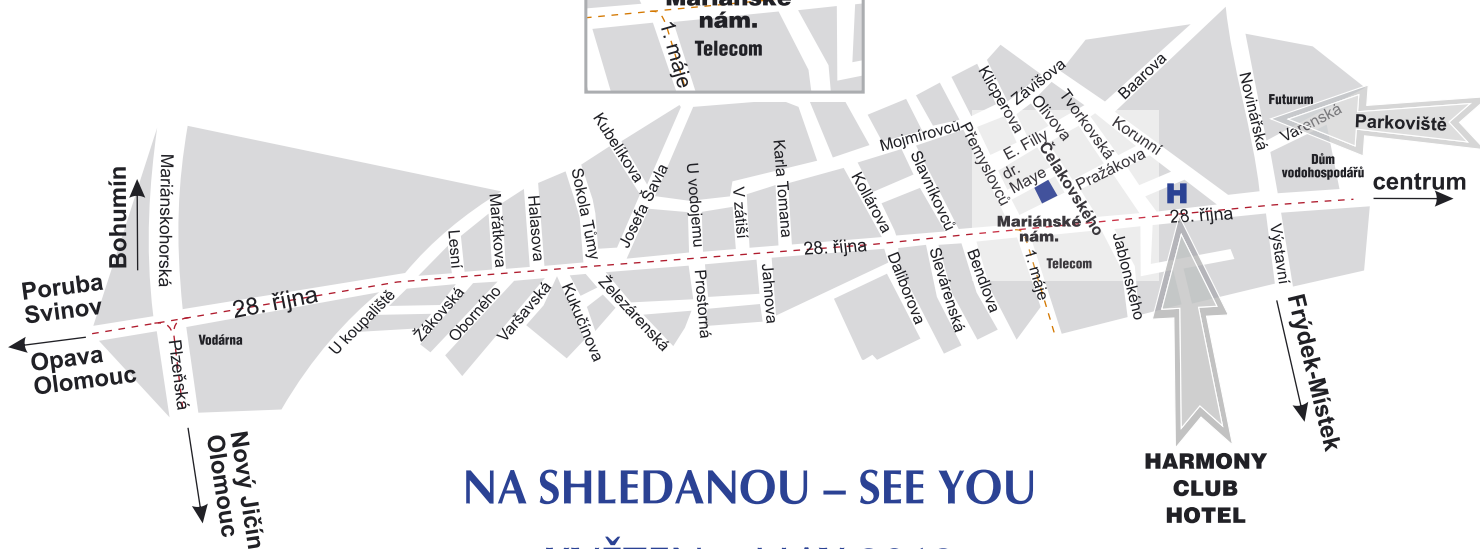 Mariánské
nám.
Telecom
1. máje
Kubelíkova
Klicperova
Závišova
Olivova
Tvorkovská
Baarova
Novinářská
Futurum
Varenská
Parkoviště
Mojmírovců
Přemyslovců
E. Filly
dr.
Maye
Čelakovského
Korunní
Pražákova
Dům
vodohospodářů
centrum
Bohumín
Mariánskohorská
Sokola Tůmy
Josefa Šavla
U vodojemu
V zátiší
Karla Tomana
Kollárova
Slavníkovců
H
28. října
Mařátkova
Halasova
Lesní
Mariánské
nám.
Telecom
1. máje
Jablonského
Výstavní
28. října
Poruba
Svinov
28. října
U koupaliště
Žákovská
Oborného
Varšavská
Kukučínova
Železárenská
Prostorná
Jahnova
Dalíborova
Slevárenská
Bendlova
Vodárna
Plzeňská
Opava
Olomouc
Frýdek-Místek
Nový Jičín
Olomouc
HARMONY
CLUB
HOTEL
NA SHLEDANOU – SEE YOU